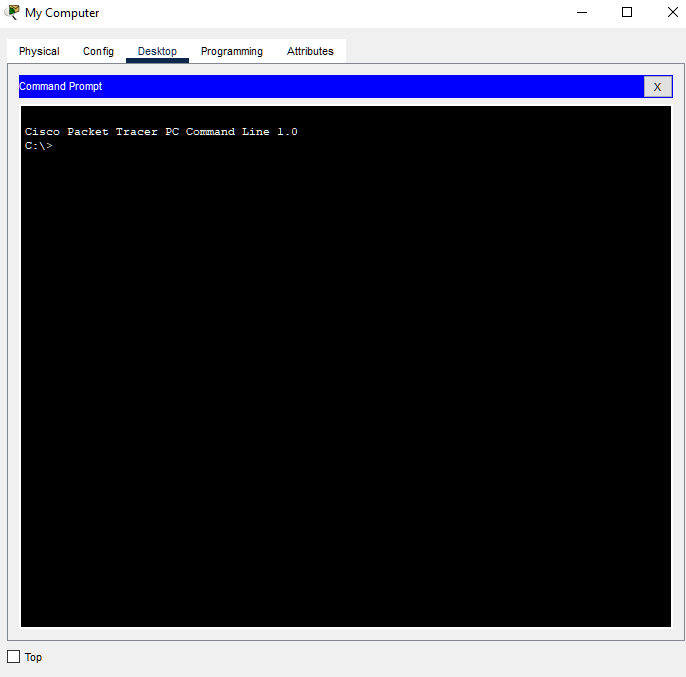 My Computer
Physical Config Desktop Programming Attributes
Command Prompt X
Cisco Packet Tracer PC Command Line 1.0
C:\>
Top